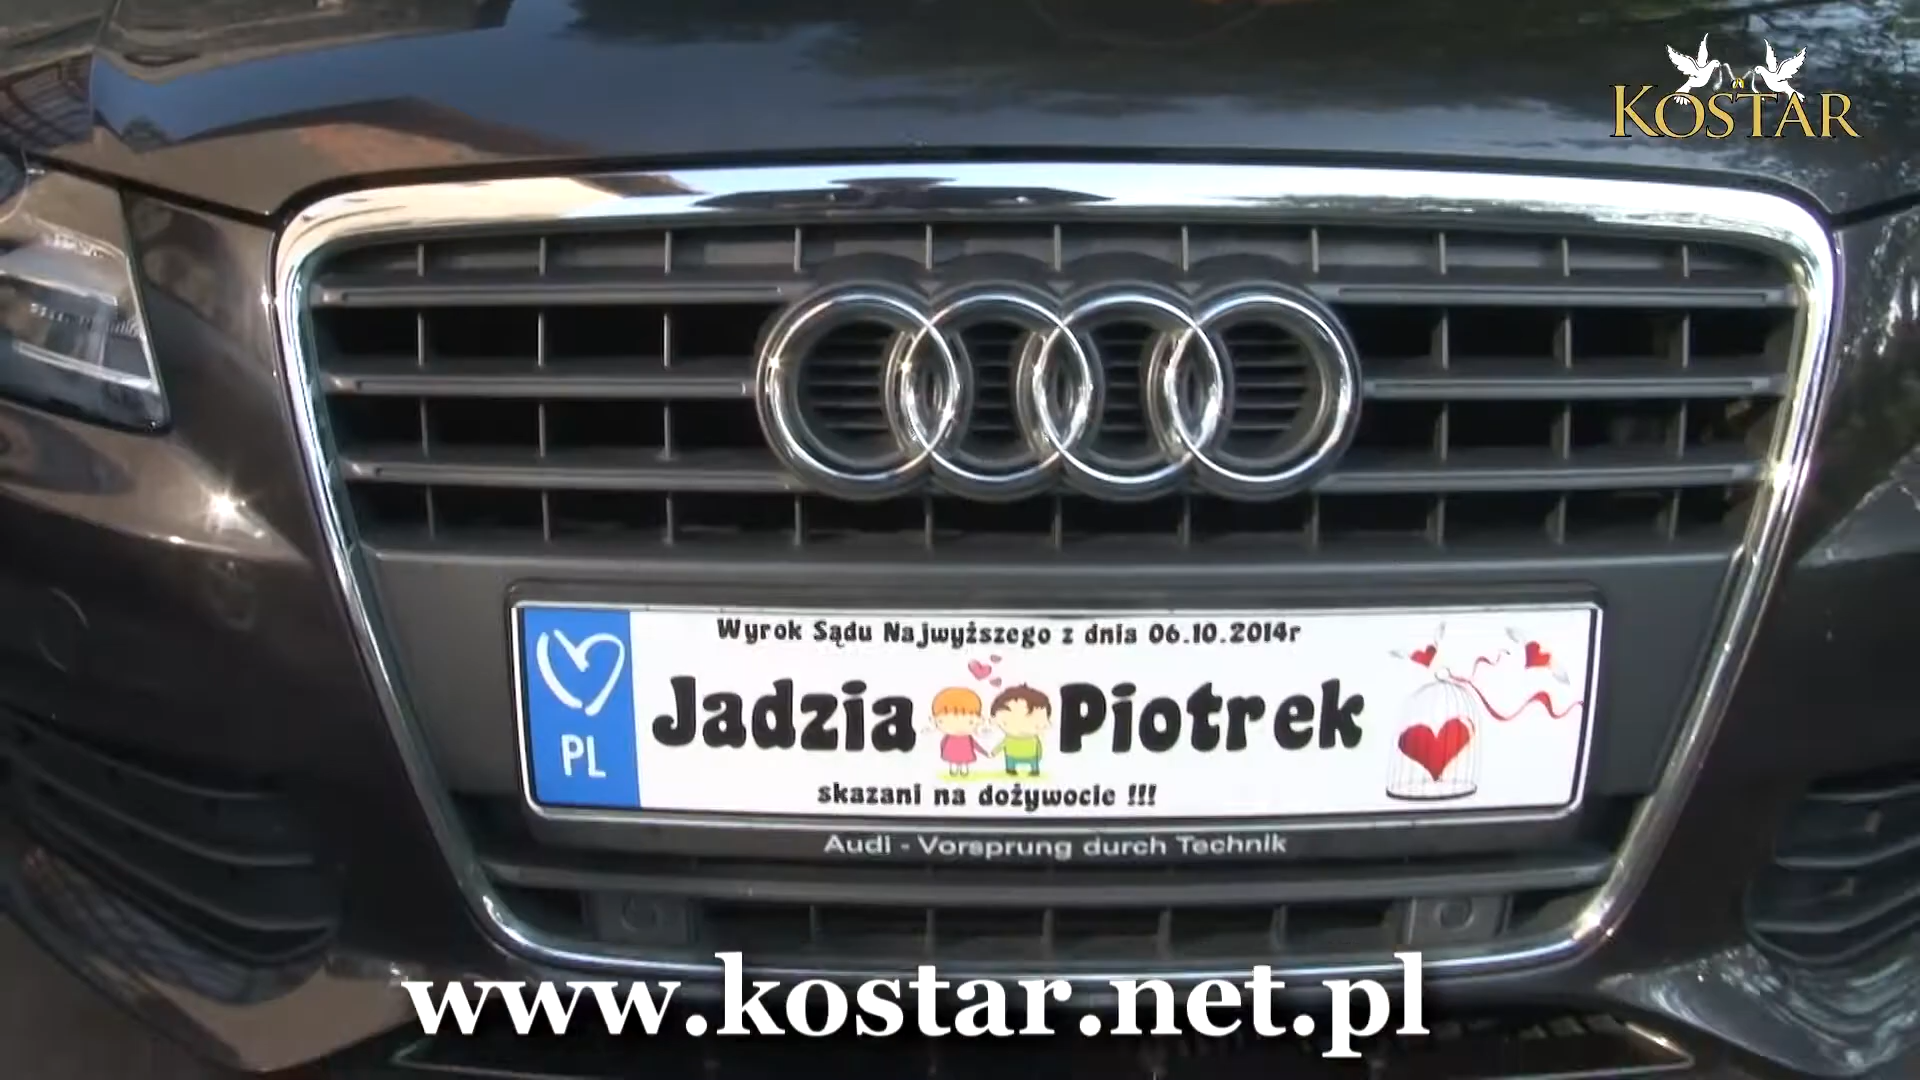 KOSTAR
Wyrok Sądu Najwyższego z dnia 06.10.2014r
Jadzia Piotrek
PL
skazani na dożywocie !!!
Audi - Vorsprung durch Technik
www.kostar.net.pl